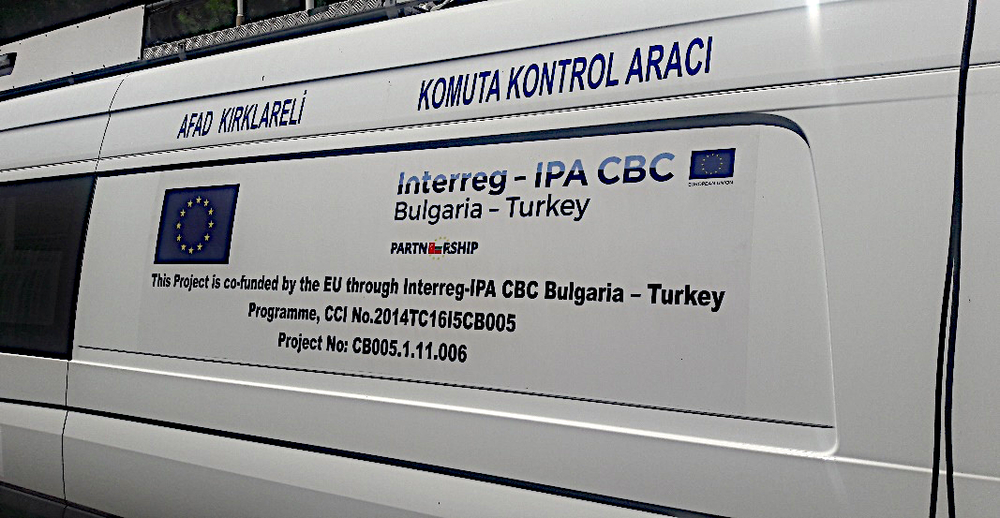 AFAD KIRKLARELİ
KOMUTA KONTROL ARACI
Interreg - IPA CBC
EUROPEAN UNION
Bulgaria – Turkey
PARTNERSHIP
This Project is co-funded by the EU through Interreg-IPA CBC Bulgaria – Turkey
Programme, CCI No.2014TC16I5CB005
Project No: CB005.1.11.006